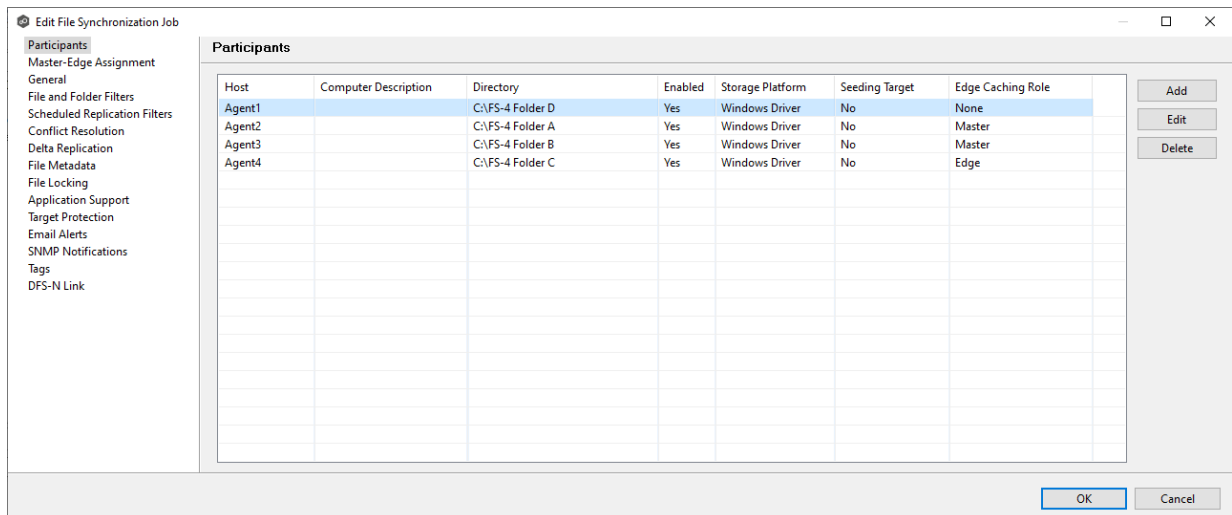 Edit File Synchronization Job
Participants
Master-Edge Assignment
General
File and Folder Filters
Scheduled Replication Filters
Conflict Resolution
Delta Replication
File Metadata
File Locking
Application Support
Target Protection
Email Alerts
SNMP Notifications
Tags
DFS-N Link
Participants
Host Computer Description Directory Enabled Storage Platform Seeding Target Edge Caching Role
Agent1 C:\FS-4 Folder D Yes Windows Driver No None
Agent2 C:\FS-4 Folder A Yes Windows Driver No Master
Agent3 C:\FS-4 Folder B Yes Windows Driver No Master
Agent4 C:\FS-4 Folder C Yes Windows Driver No Edge
Add
Edit
Delete
OK Cancel